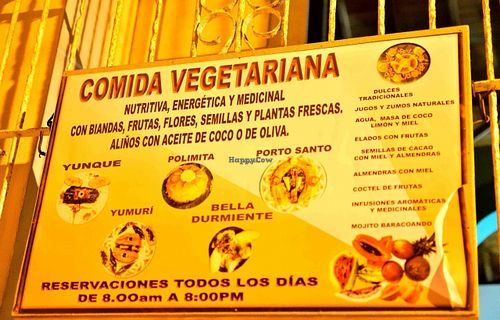 COMIDA VEGETARIANA
NUTRITIVA, ENERGÉTICA Y MEDICINAL
CON BIANDAS, FRUTAS, FLORES, SEMILLAS Y PLANTAS FRESCAS.
ALIÑOS CON ACEITE DE COCO O DE OLIVA.
YUNQUE
POLIMITA
PORTO SANTO
HappyCow
YUMURÍ
BELLA
DURMIENTE
RESERVACIONES TODOS LOS DÍAS
DE 8.00am A 8:00PM
DULCES
TRADICIONALES
JUGOS Y ZUMOS NATURALES
AGUA, MASA DE COCO
LIMÓN Y MIEL
ELADOS CON FRUTAS
SEMILLAS DE CACAO
CON MIEL Y ALMENDRAS
ALMENDRAS CON MIEL
COCTEL DE FRUTAS
INFUSIONES AROMÁTICAS
Y MEDICINALES
MOJITO BARACOANDO